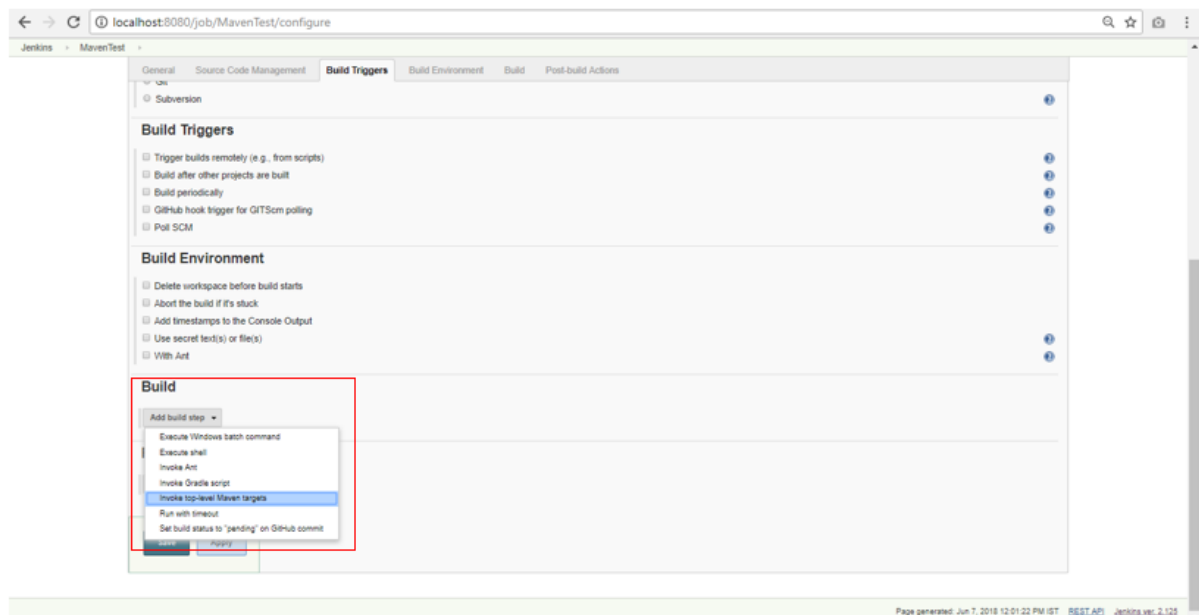 localhost:8080/job/MavenTest/configure
Jenkins MavenTest
General Source Code Management Build Triggers Build Environment Build Post-build Actions
Git
Subversion
Build Triggers
Trigger builds remotely (e.g., from scripts)
Build after other projects are built
Build periodically
GitHub hook trigger for GITScm polling
Poll SCM
Build Environment
Delete workspace before build starts
Abort the build if it's stuck
Add timestamps to the Console Output
Use secret text(s) or file(s)
With Ant
Build
Add build step
Execute Windows batch command
Execute shell
Invoke Ant
Invoke Gradle script
Invoke top-level Maven targets
Run with timeout
Set build status to "pending" on GitHub commit
Save Apply
Page generated: Jun 7, 2018 12:01:22 PM IST REST API Jenkins ver. 2.125